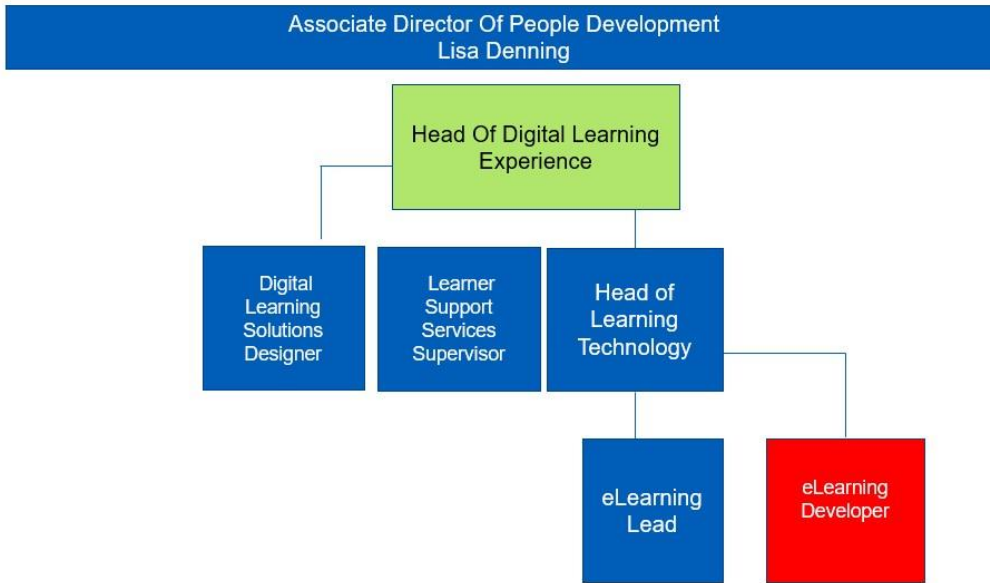 Associate Director Of People Development
Lisa Denning
Head Of Digital Learning
Experience
Digital
Learning
Solutions
Designer
Learner
Support
Services
Supervisor
Head of
Learning
Technology
eLearning
Lead
eLearning
Developer